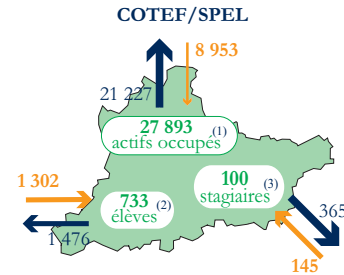 COTEF/SPEL
8 953
21 227
27 893 (1)
actifs occupés
1 302
100 (3)
stagiaires
733 (2)
élèves
365
1 476
145